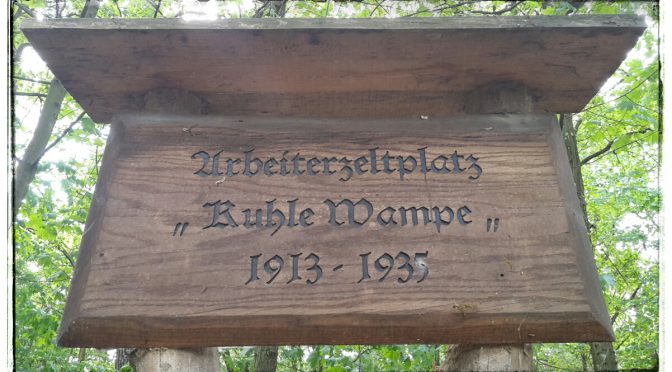 Arbeiterzeltplatz
„ Kuhle Wampe „
1913 - 1935